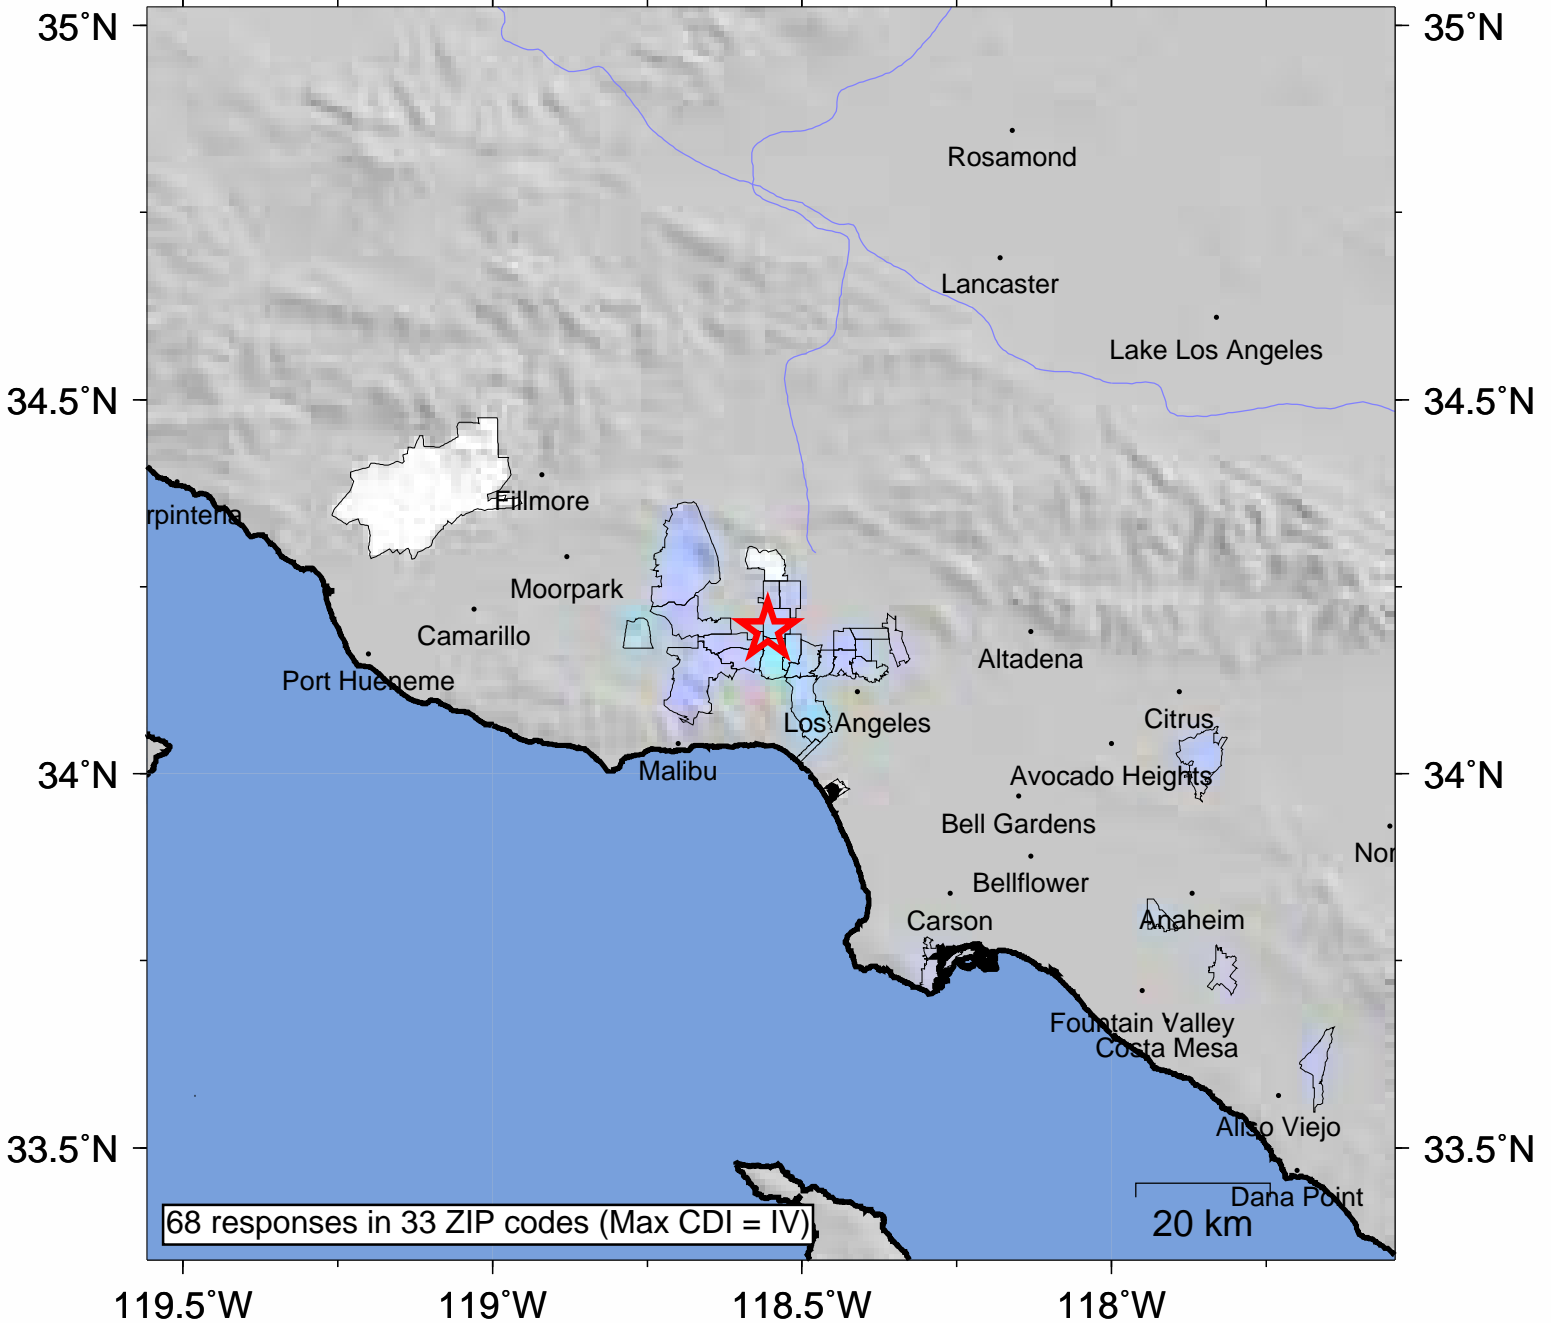 35°N
35°N
Rosamond
Lancaster
Lake Los Angeles
34.5°N
34.5°N
Fillmore
rpinteria
Moorpark
Camarillo
Altadena
Port Hueneme
Los Angeles
Citrus
Malibu
34°N
Avocado Heights
34°N
Bell Gardens
Nor
Bellflower
Carson
Anaheim
Fountain Valley
Costa Mesa
Aliso Viejo
33.5°N
33.5°N
Dana Point
68 responses in 33 ZIP codes (Max CDI = IV)
20 km
119.5°W
119°W
118.5°W
118°W